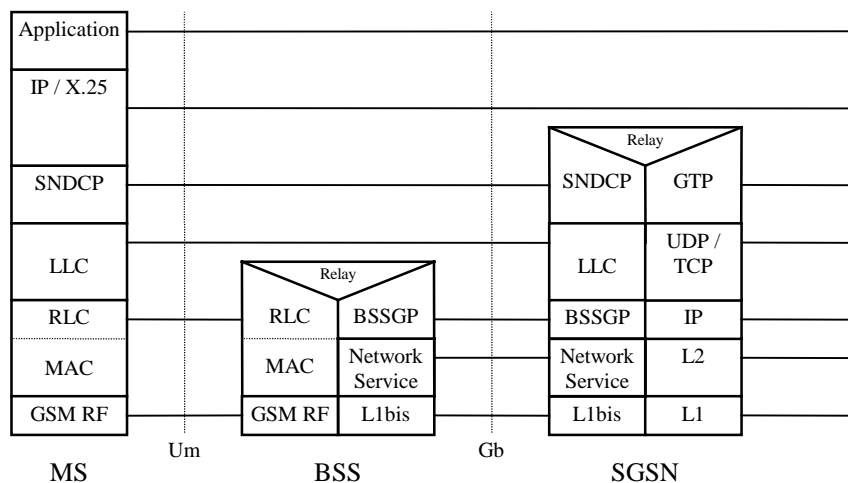 Application
IP / X.25
Relay
SNDCP
SNDCP
GTP
UDP /
TCP
LLC
Relay
LLC
RLC
RLC
BSSGP
BSSGP
IP
MAC
MAC
Network
Service
Network
Service
L2
GSM RF
GSM RF
L1bis
L1bis
L1
Um
Gb
MS
BSS
SGSN